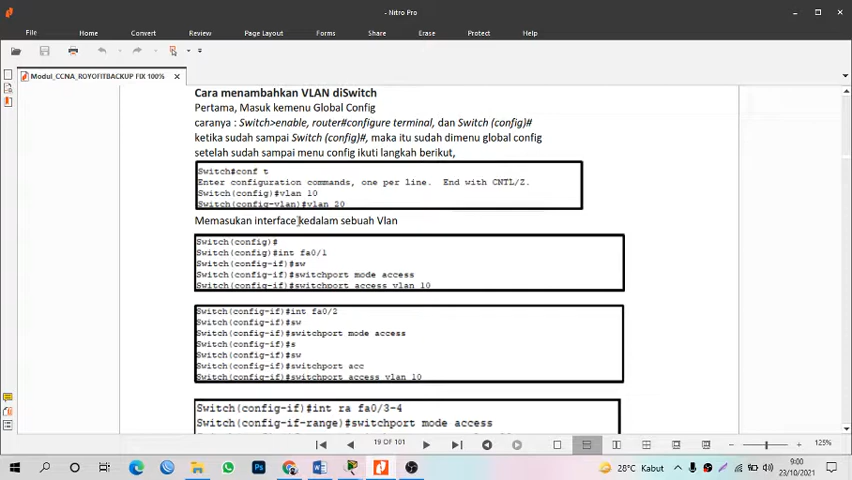 - Nitro Pro
File
Home
Convert
Review
Page Layout
Forms
Share
Erase
Protect
Help
Modul_CCNA_ROYOFITBACKUP FIX 100%
Cara menambahkan VLAN diSwitch
Pertama, Masuk kemenu Global Config
caranya : Switch>enable, router#configure terminal, dan Switch (config)#
ketika sudah sampai Switch (config)#, maka itu sudah dimenu global config
setelah sudah sampai menu config ikuti langkah berikut,
Switch#conf t
Enter configuration commands, one per line. End with CNTL/Z.
Switch(config)#vlan 10
Switch(config-vlan)#vlan 20
Memasukan interface kedalam sebuah Vlan
Switch(config)#
Switch(config)#int fa0/1
Switch(config-if)#sw
Switch(config-if)#switchport mode access
Switch(config-if)#switchport access vlan 10
Switch(config-if)#int fa0/2
Switch(config-if)#sw
Switch(config-if)#switchport mode access
Switch(config-if)#s
Switch(config-if)#sw
Switch(config-if)#switchport acc
Switch(config-if)#switchport access vlan 10
Switch(config-if)#int ra fa0/3-4
Switch(config-if-range)#switchport mode access
19 OF 101
125%
28°C Kabut
9:00
23/10/2021